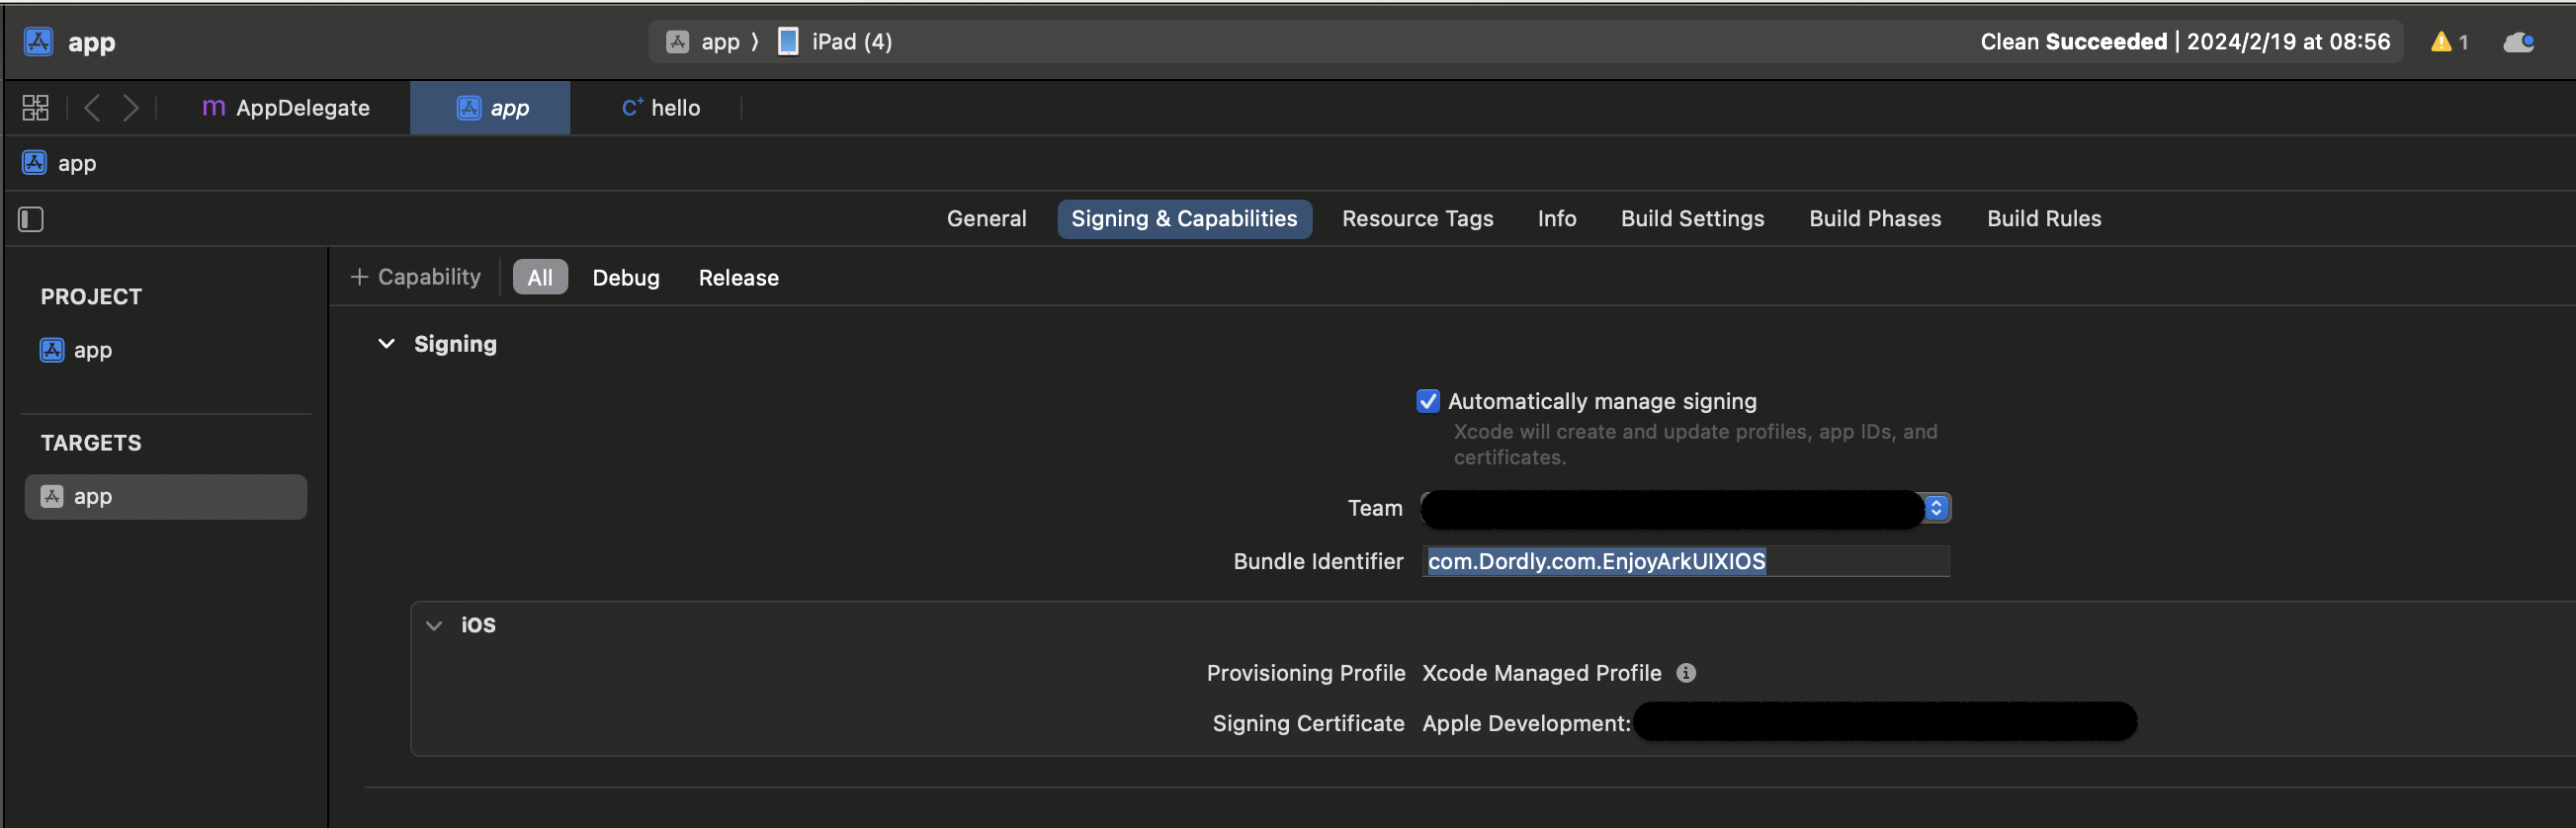 app
app 〉 iPad (4)
Clean Succeeded | 2024/2/19 at 08:56
1
m AppDelegate
app
C+ hello
app
General
Signing & Capabilities
Resource Tags
Info
Build Settings
Build Phases
Build Rules
PROJECT
app
TARGETS
app
+ Capability
All
Debug
Release
Signing
Automatically manage signing
Xcode will create and update profiles, app IDs, and
certificates.
Team
Bundle Identifier com.Dordly.com.EnjoyArkUIXIOS
iOS
Provisioning Profile Xcode Managed Profile
Signing Certificate Apple Development: